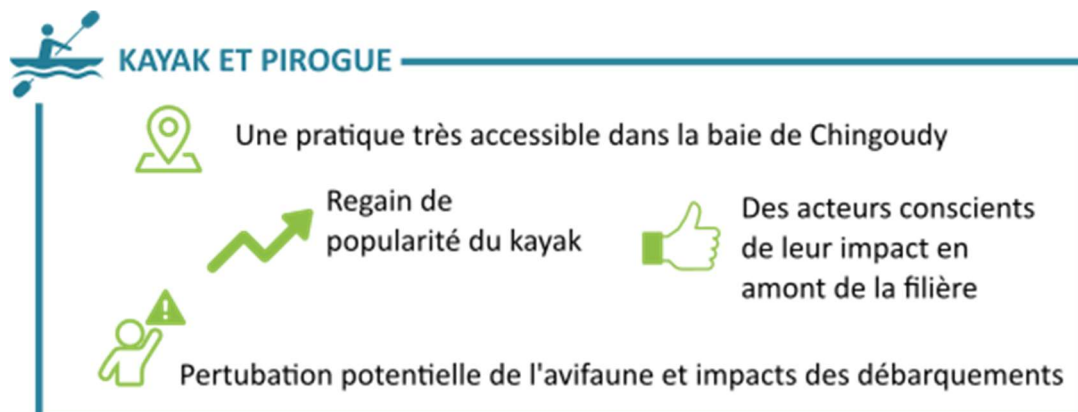 KAYAK ET PIROGUE
Une pratique très accessible dans la baie de Chingoudy
Regain de
popularité du kayak
Des acteurs conscients
de leur impact en
amont de la filière
Pertubation potentielle de l'avifaune et impacts des débarquements